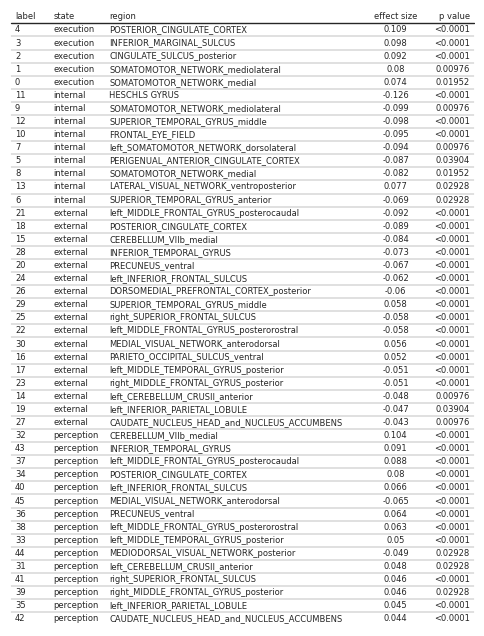 label state region effect size p value
4 execution POSTERIOR_CINGULATE_CORTEX 0.109 <0.0001
3 execution INFERIOR_MARGINAL_SULCUS 0.098 <0.0001
2 execution CINGULATE_SULCUS_posterior 0.092 <0.0001
1 execution SOMATOMOTOR_NETWORK_mediolateral 0.08 0.00976
0 execution SOMATOMOTOR_NETWORK_medial 0.074 0.01952
11 internal HESCHLS GYRUS -0.126 <0.0001
9 internal SOMATOMOTOR_NETWORK_mediolateral -0.099 0.00976
12 internal SUPERIOR_TEMPORAL_GYRUS_middle -0.098 <0.0001
10 internal FRONTAL_EYE_FIELD -0.095 <0.0001
7 internal left_SOMATOMOTOR_NETWORK_dorsolateral -0.094 0.00976
5 internal PERIGENUAL_ANTERIOR_CINGULATE_CORTEX -0.087 0.03904
8 internal SOMATOMOTOR_NETWORK_medial -0.082 0.01952
13 internal LATERAL_VISUAL_NETWORK_ventroposterior 0.077 0.02928
6 internal SUPERIOR_TEMPORAL_GYRUS_anterior -0.069 0.02928
21 external left_MIDDLE_FRONTAL_GYRUS_posterocaudal -0.092 <0.0001
18 external POSTERIOR_CINGULATE_CORTEX -0.089 <0.0001
15 external CEREBELLUM_VIIb_medial -0.084 <0.0001
28 external INFERIOR_TEMPORAL_GYRUS -0.073 <0.0001
20 external PRECUNEUS_ventral -0.067 <0.0001
24 external left_INFERIOR_FRONTAL_SULCUS -0.062 <0.0001
26 external DORSOMEDIAL_PREFRONTAL_CORTEX_posterior -0.06 <0.0001
29 external SUPERIOR_TEMPORAL_GYRUS_middle 0.058 <0.0001
25 external right_SUPERIOR_FRONTAL_SULCUS -0.058 <0.0001
22 external left_MIDDLE_FRONTAL_GYRUS_posterorostral -0.058 <0.0001
30 external MEDIAL_VISUAL_NETWORK_anterodorsal 0.056 <0.0001
16 external PARIETO_OCCIPITAL_SULCUS_ventral 0.052 <0.0001
17 external left_MIDDLE_TEMPORAL_GYRUS_posterior -0.051 <0.0001
23 external right_MIDDLE_FRONTAL_GYRUS_posterior -0.051 <0.0001
14 external left_CEREBELLUM_CRUSII_anterior -0.048 0.00976
19 external left_INFERIOR_PARIETAL_LOBULE -0.047 0.03904
27 external CAUDATE_NUCLEUS_HEAD_and_NUCLEUS_ACCUMBENS -0.043 0.00976
32 perception CEREBELLUM_VIIb_medial 0.104 <0.0001
43 perception INFERIOR_TEMPORAL_GYRUS 0.091 <0.0001
37 perception left_MIDDLE_FRONTAL_GYRUS_posterocaudal 0.088 <0.0001
34 perception POSTERIOR_CINGULATE_CORTEX 0.08 <0.0001
40 perception left_INFERIOR_FRONTAL_SULCUS 0.066 <0.0001
45 perception MEDIAL_VISUAL_NETWORK_anterodorsal -0.065 <0.0001
36 perception PRECUNEUS_ventral 0.064 <0.0001
38 perception left_MIDDLE_FRONTAL_GYRUS_posterorostral 0.063 <0.0001
33 perception left_MIDDLE_TEMPORAL_GYRUS_posterior 0.05 <0.0001
44 perception MEDIODORSAL_VISUAL_NETWORK_posterior -0.049 0.02928
31 perception left_CEREBELLUM_CRUSII_anterior 0.048 0.02928
41 perception right_SUPERIOR_FRONTAL_SULCUS 0.046 <0.0001
39 perception right_MIDDLE_FRONTAL_GYRUS_posterior 0.046 0.02928
35 perception left_INFERIOR_PARIETAL_LOBULE 0.045 <0.0001
42 perception CAUDATE_NUCLEUS_HEAD_and_NUCLEUS_ACCUMBENS 0.044 <0.0001